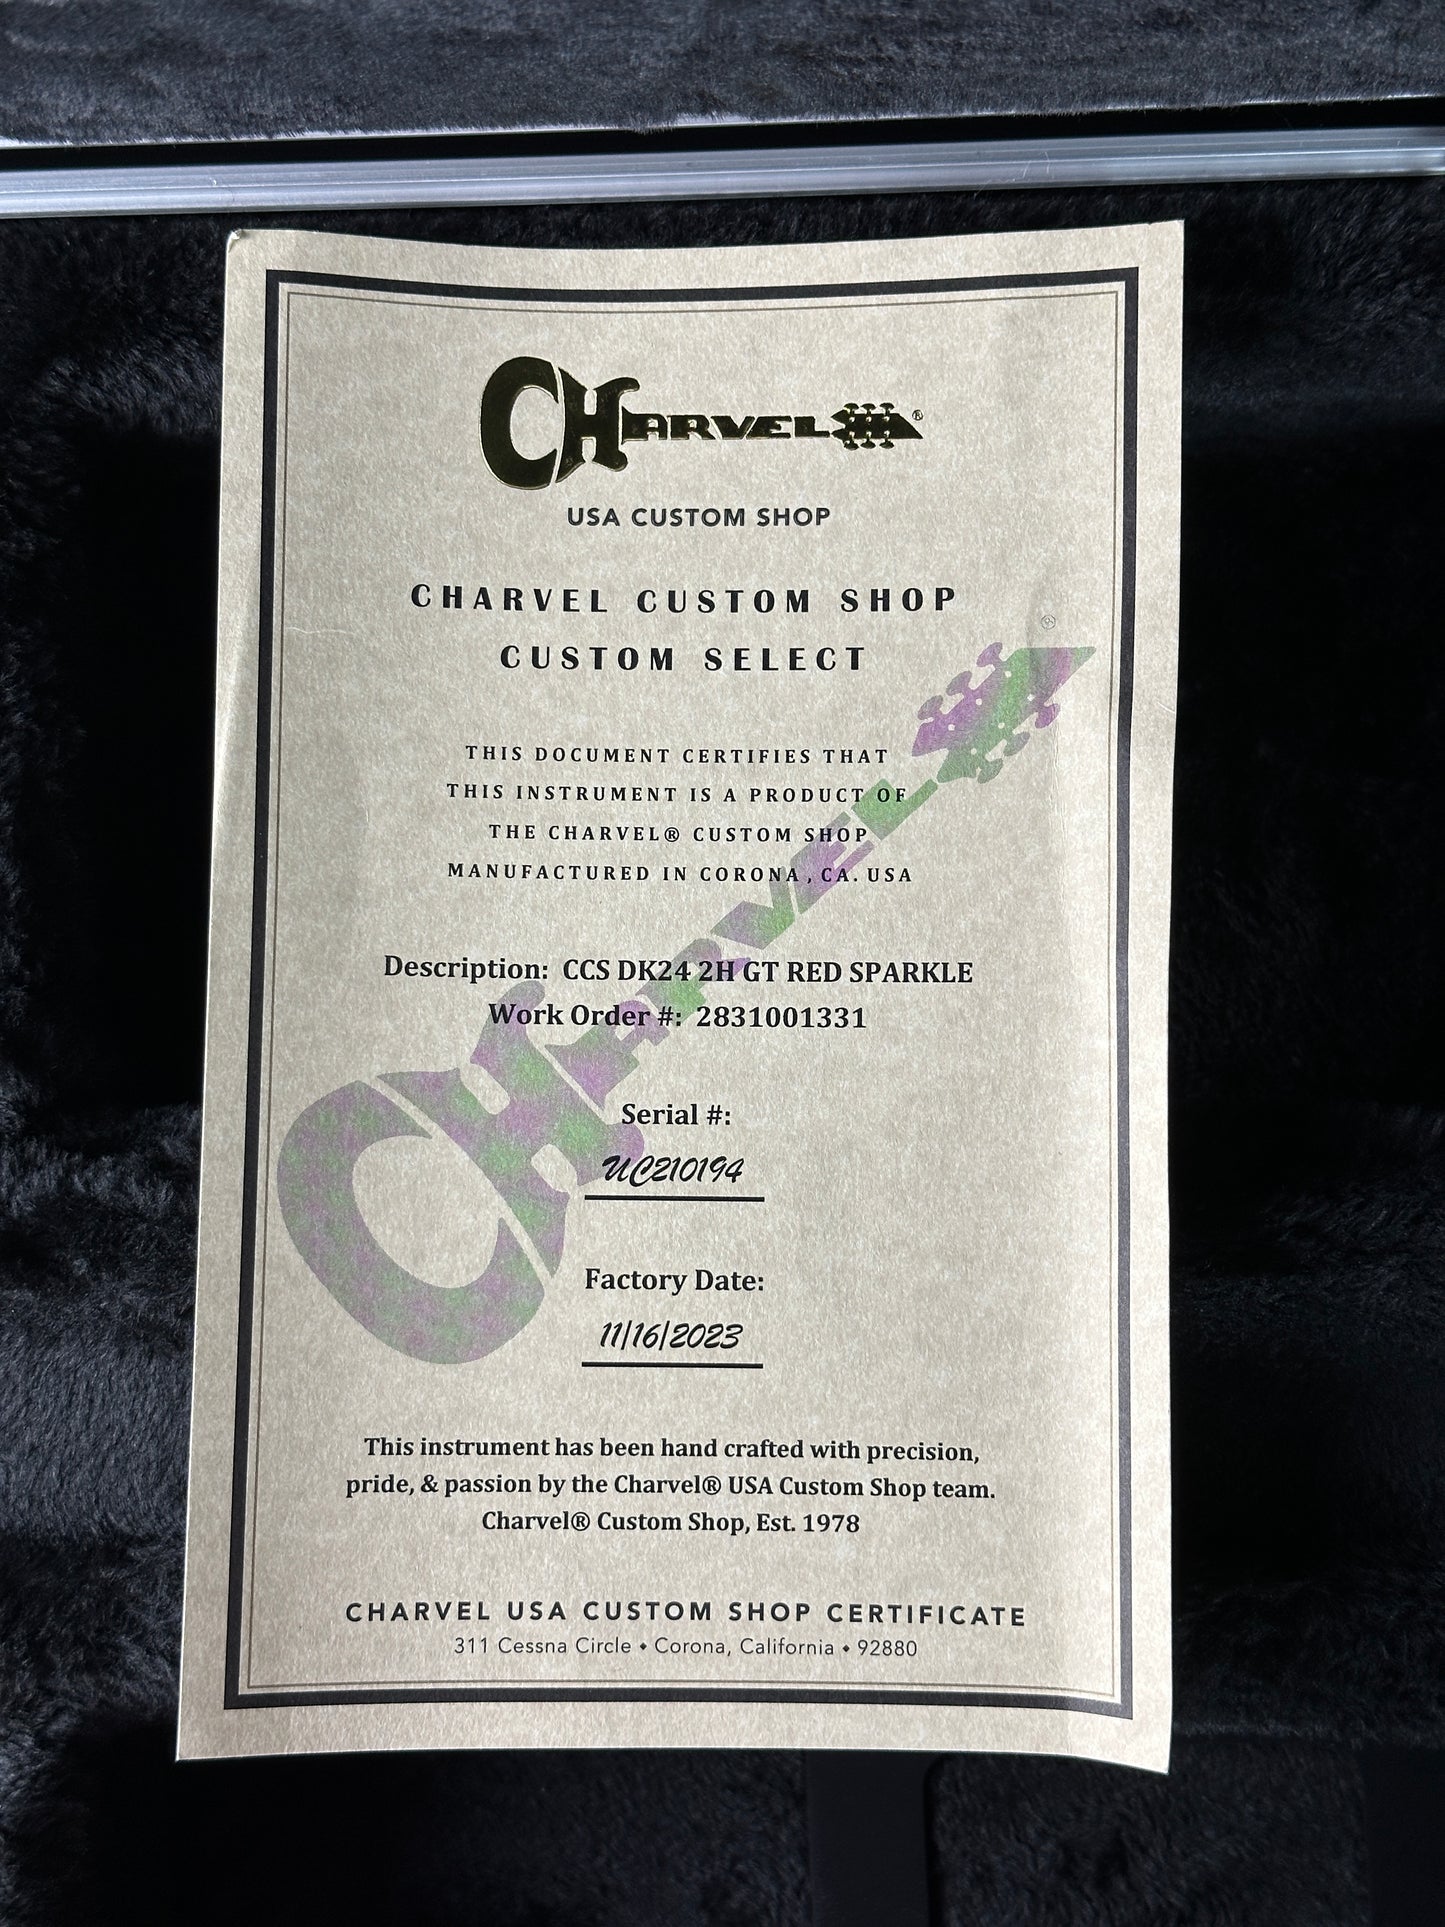 CHARVEL®
USA CUSTOM SHOP
CHARVEL CUSTOM SHOP
CUSTOM SELECT
®
THIS DOCUMENT CERTIFIES THAT
THIS INSTRUMENT IS A PRODUCT OF
THE CHARVEL® CUSTOM SHOP
MANUFACTURED IN CORONA, CA. USA
CHARVEL
Description: CCS DK24 2H GT RED SPARKLE
Work Order #: 2831001331
Serial #:
UC210194
Factory Date:
11/16/2023
This instrument has been hand crafted with precision,
pride, & passion by the Charvel® USA Custom Shop team.
Charvel® Custom Shop, Est. 1978
CHARVEL USA CUSTOM SHOP CERTIFICATE
311 Cessna Circle • Corona, California • 92880